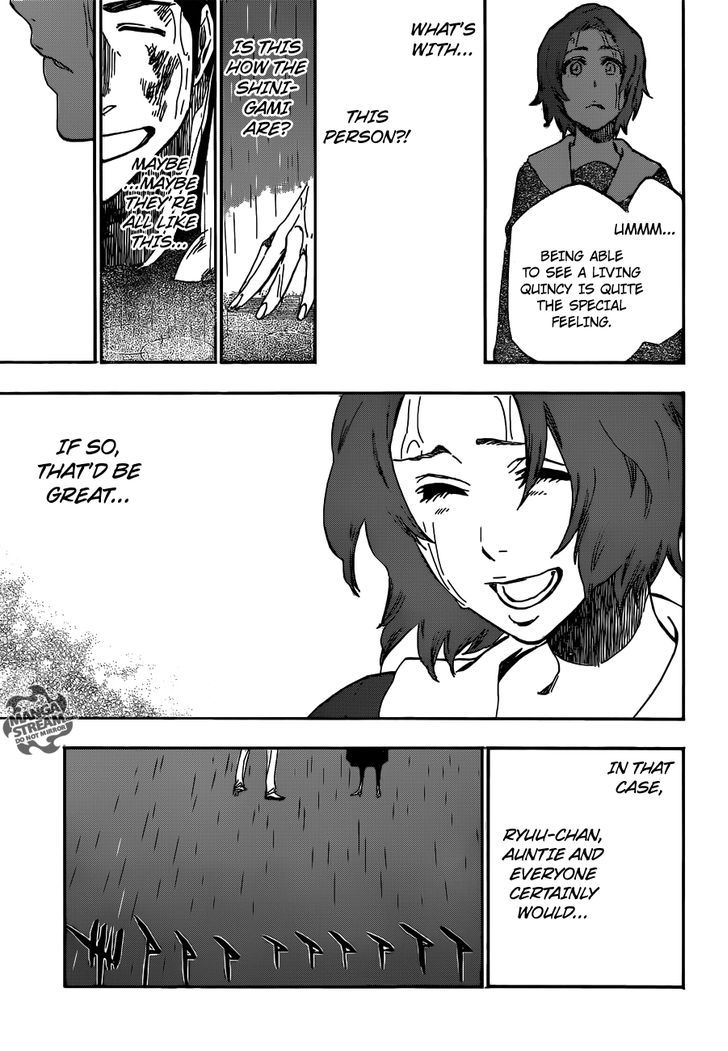 WHAT'S
WITH...
UMMM...
BEING ABLE
TO SEE A LIVING
QUINCY IS QUITE
THE SPECIAL
FEELING.
THIS
PERSON?!
IS THIS
HOW THE
SHINI-
GAMI
ARE?
MAYBE
...MAYBE
THEY'RE
ALL LIKE
THIS...
IF SO,
THAT'D BE
GREAT...
MANGA
STREAM
DO NOT MIRROR
IN THAT
CASE,
RYUU-CHAN,
AUNTIE AND
EVERYONE
CERTAINLY
WOULD...